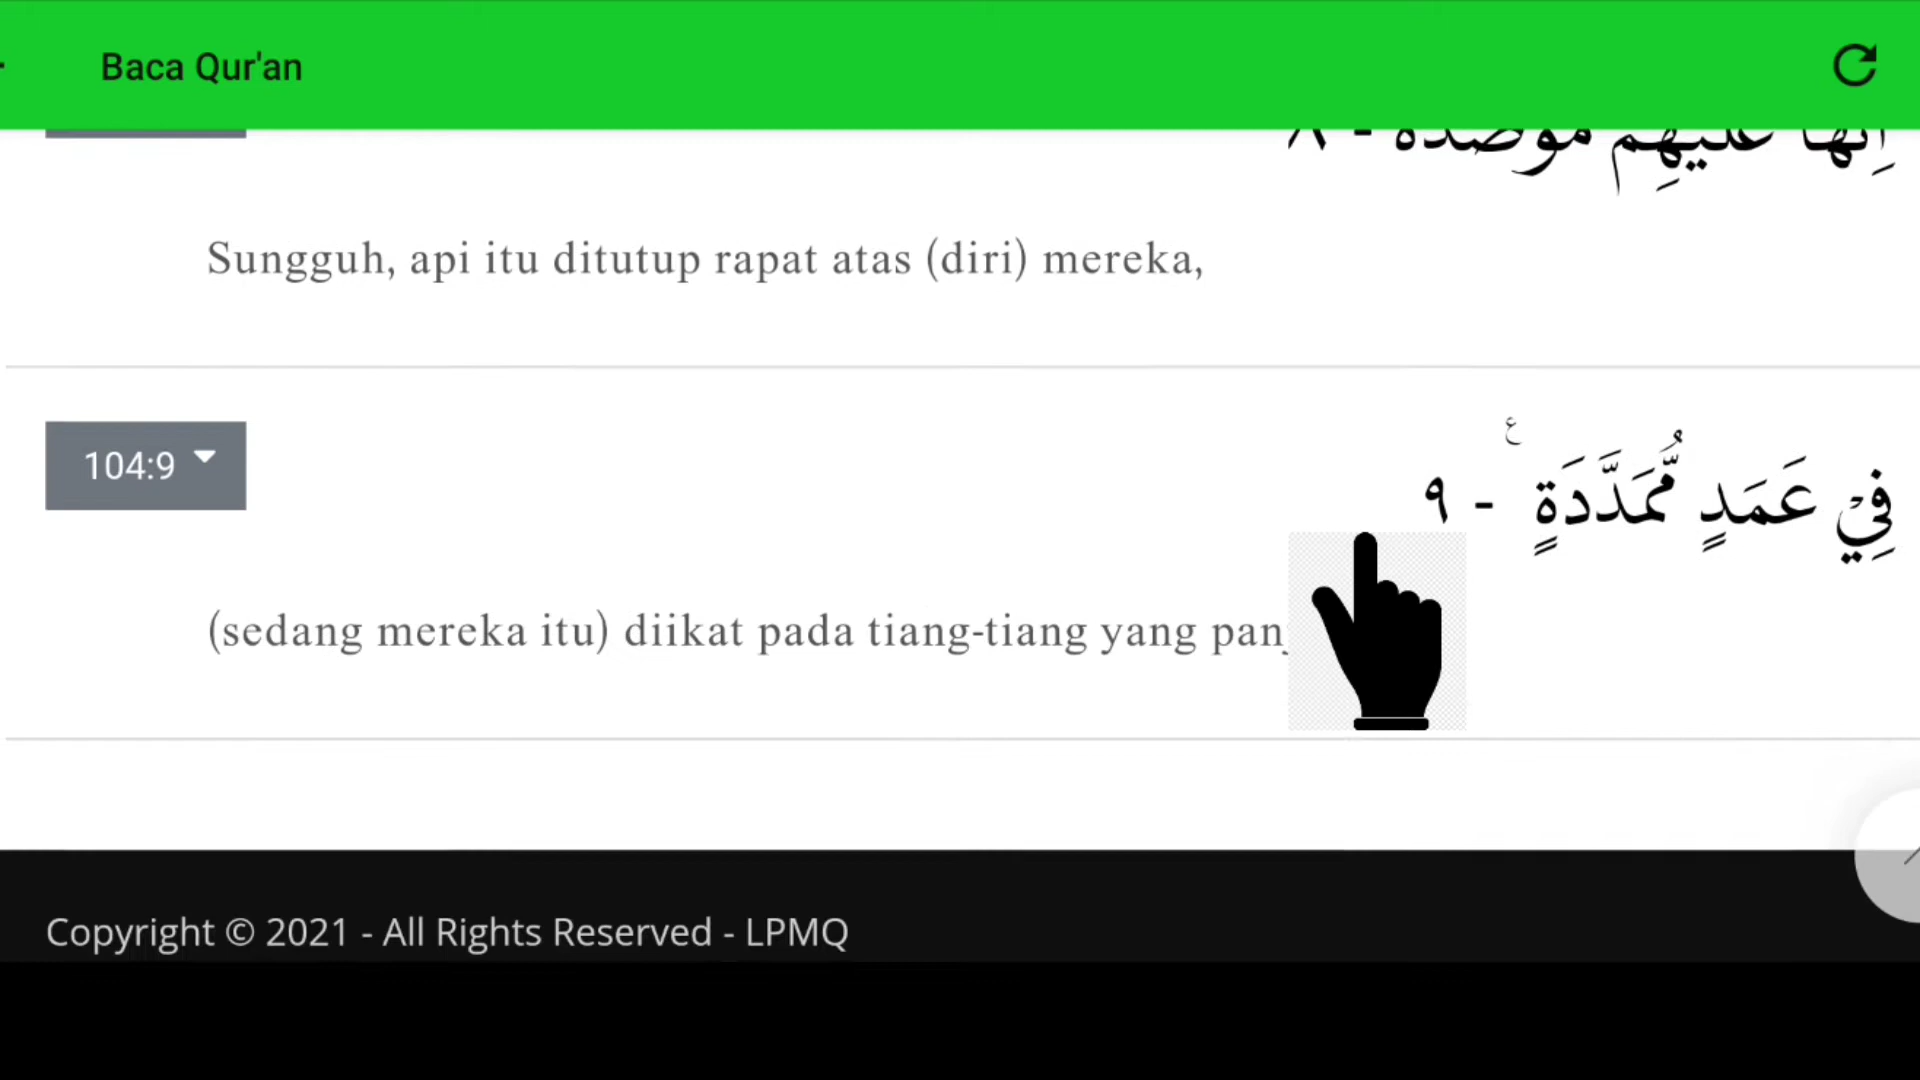 Baca Qur'an
اِنَّهَا عَلَيْهِمْ مُّؤْصَدَةٌ - ٨
Sungguh, api itu ditutup rapat atas (diri) mereka,
104:9
فِيْ عَمَدٍ مُّمَدَّدَةٍ ࣖ - ٩
(sedang mereka itu) diikat pada tiang-tiang yang
Copyright © 2021 - All Rights Reserved - LPMQ